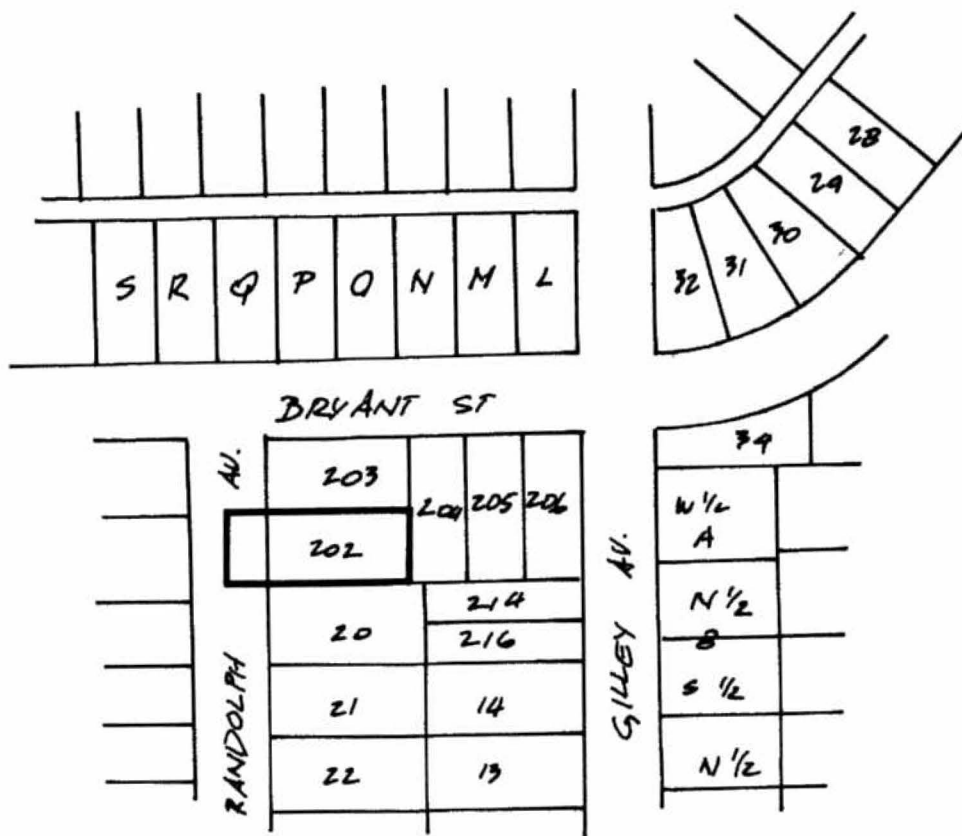 28
29
30
31
32
S R Q P O N M L
BRYANT ST
34
203
204 205 206
202
W 1/2
A
214
216
20
N 1/2
B
S 1/2
21
14
22
13
N 1/2
RANDOLPH AV.
GILLEY AV.